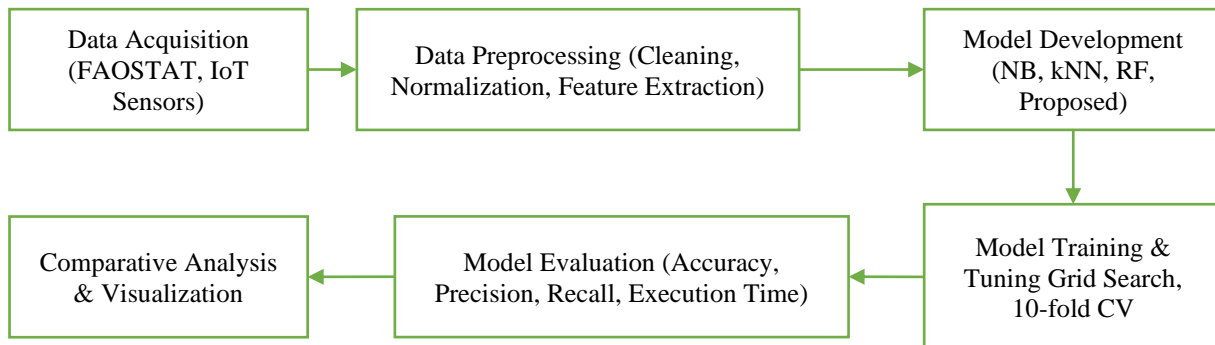 Data Acquisition
(FAOSTAT, IoT
Sensors)
Data Preprocessing (Cleaning,
Normalization, Feature Extraction)
Model Development
(NB, kNN, RF,
Proposed)
Model Training &
Tuning Grid Search,
10-fold CV
Model Evaluation (Accuracy,
Precision, Recall, Execution Time)
Comparative Analysis
& Visualization